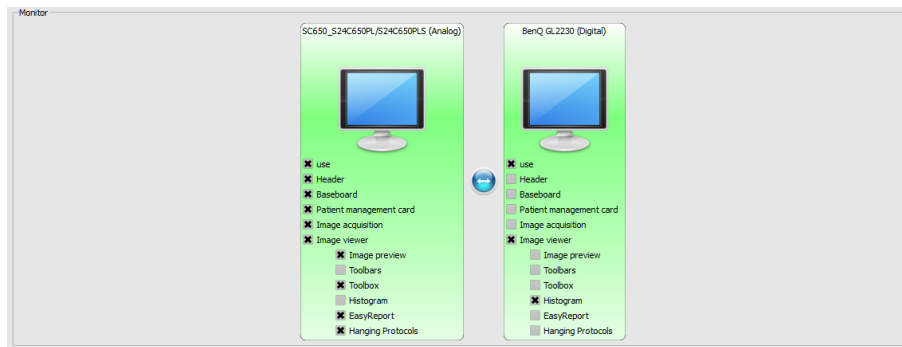 Monitor
SC650_S24C650PL/S24C650PLS (Analog)
use
Header
Baseboard
Patient management card
Image acquisition
Image viewer
Image preview
Toolbars
Toolbox
Histogram
EasyReport
Hanging Protocols
BenQ GL2230 (Digital)
use
Header
Baseboard
Patient management card
Image acquisition
Image viewer
Image preview
Toolbars
Toolbox
Histogram
EasyReport
Hanging Protocols